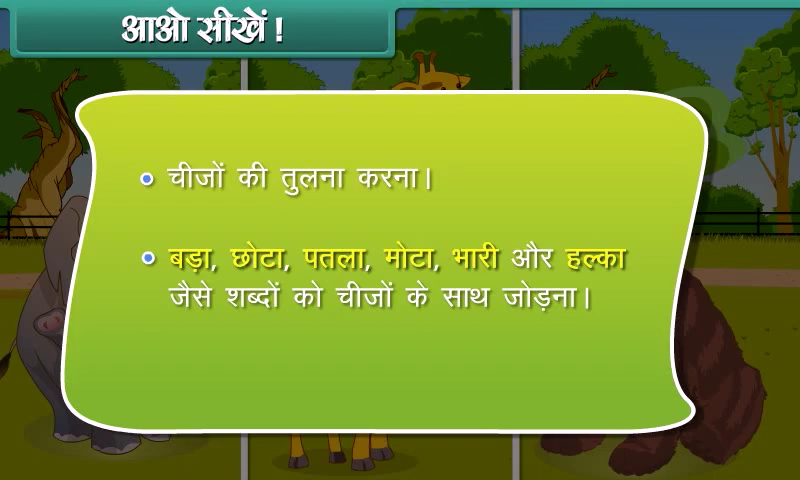 आओ सीखें!
चीजों की तुलना करना।
बड़ा, छोटा, पतला, मोटा, भारी और हल्का
जैसे शब्दों को चीजों के साथ जोड़ना।